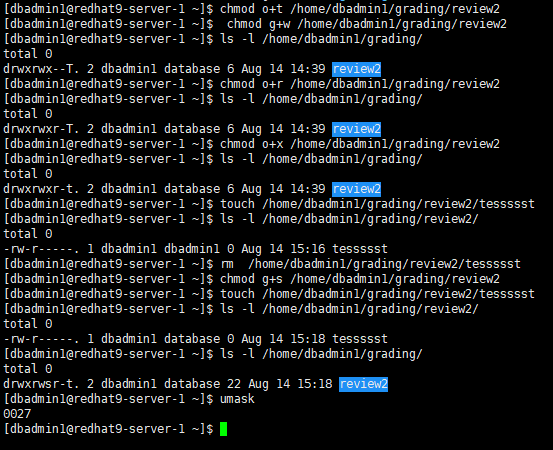 [dbadmin1@redhat9-server-1 ~]$ chmod o+t /home/dbadmin1/grading/review2
[dbadmin1@redhat9-server-1 ~]$  chmod g+w /home/dbadmin1/grading/review2
[dbadmin1@redhat9-server-1 ~]$ ls -l /home/dbadmin1/grading/
total 0
drwxrwx--T. 2 dbadmin1 database 6 Aug 14 14:39 review2
[dbadmin1@redhat9-server-1 ~]$ chmod o+r /home/dbadmin1/grading/review2
[dbadmin1@redhat9-server-1 ~]$ ls -l /home/dbadmin1/grading/
total 0
drwxrwxr-T. 2 dbadmin1 database 6 Aug 14 14:39 review2
[dbadmin1@redhat9-server-1 ~]$ chmod o+x /home/dbadmin1/grading/review2
[dbadmin1@redhat9-server-1 ~]$ ls -l /home/dbadmin1/grading/
total 0
drwxrwxr-t. 2 dbadmin1 database 6 Aug 14 14:39 review2
[dbadmin1@redhat9-server-1 ~]$ touch /home/dbadmin1/grading/review2/tessssst
[dbadmin1@redhat9-server-1 ~]$ ls -l /home/dbadmin1/grading/review2/
total 0
-rw-r-----. 1 dbadmin1 dbadmin1 0 Aug 14 15:16 tessssst
[dbadmin1@redhat9-server-1 ~]$ rm  /home/dbadmin1/grading/review2/tessssst
[dbadmin1@redhat9-server-1 ~]$ chmod g+s /home/dbadmin1/grading/review2
[dbadmin1@redhat9-server-1 ~]$ touch /home/dbadmin1/grading/review2/tessssst
[dbadmin1@redhat9-server-1 ~]$ ls -l /home/dbadmin1/grading/review2/
total 0
-rw-r-----. 1 dbadmin1 database 0 Aug 14 15:18 tessssst
[dbadmin1@redhat9-server-1 ~]$ ls -l /home/dbadmin1/grading/
total 0
drwxrwsr-t. 2 dbadmin1 database 22 Aug 14 15:18 review2
[dbadmin1@redhat9-server-1 ~]$ umask
0027
[dbadmin1@redhat9-server-1 ~]$